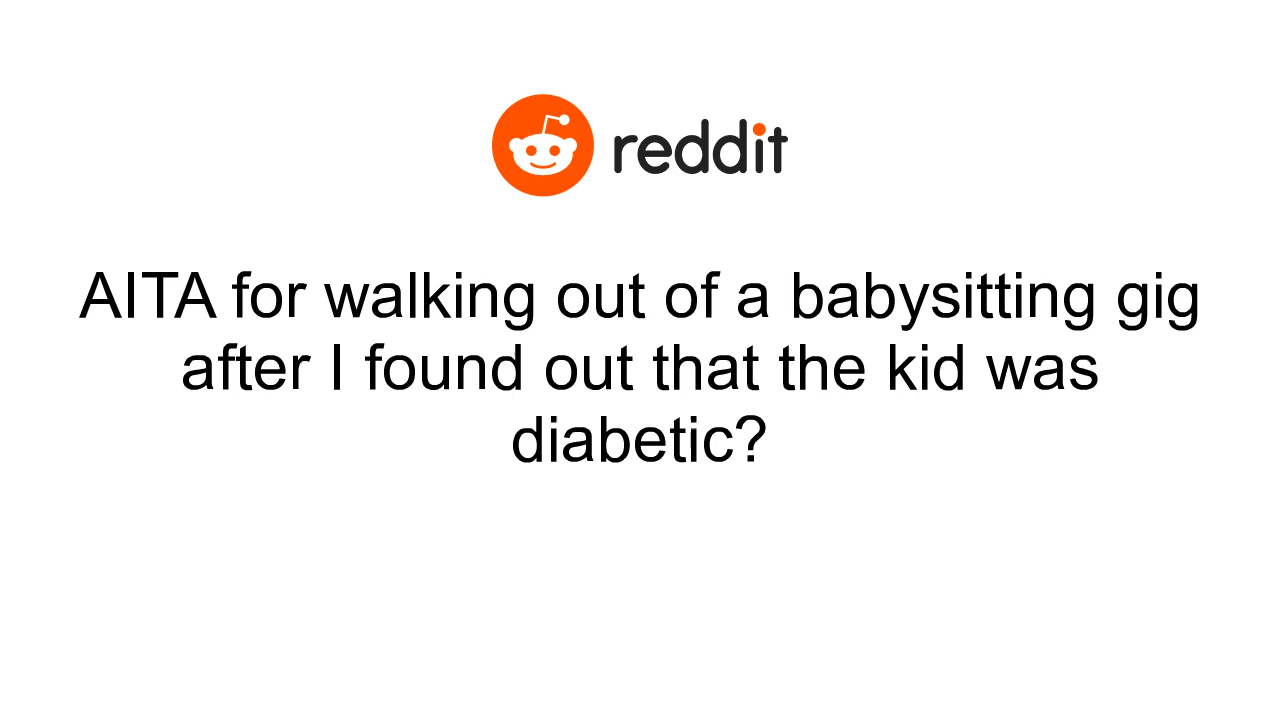 reddit
AITA for walking out of a babysitting gig
after I found out that the kid was
diabetic?